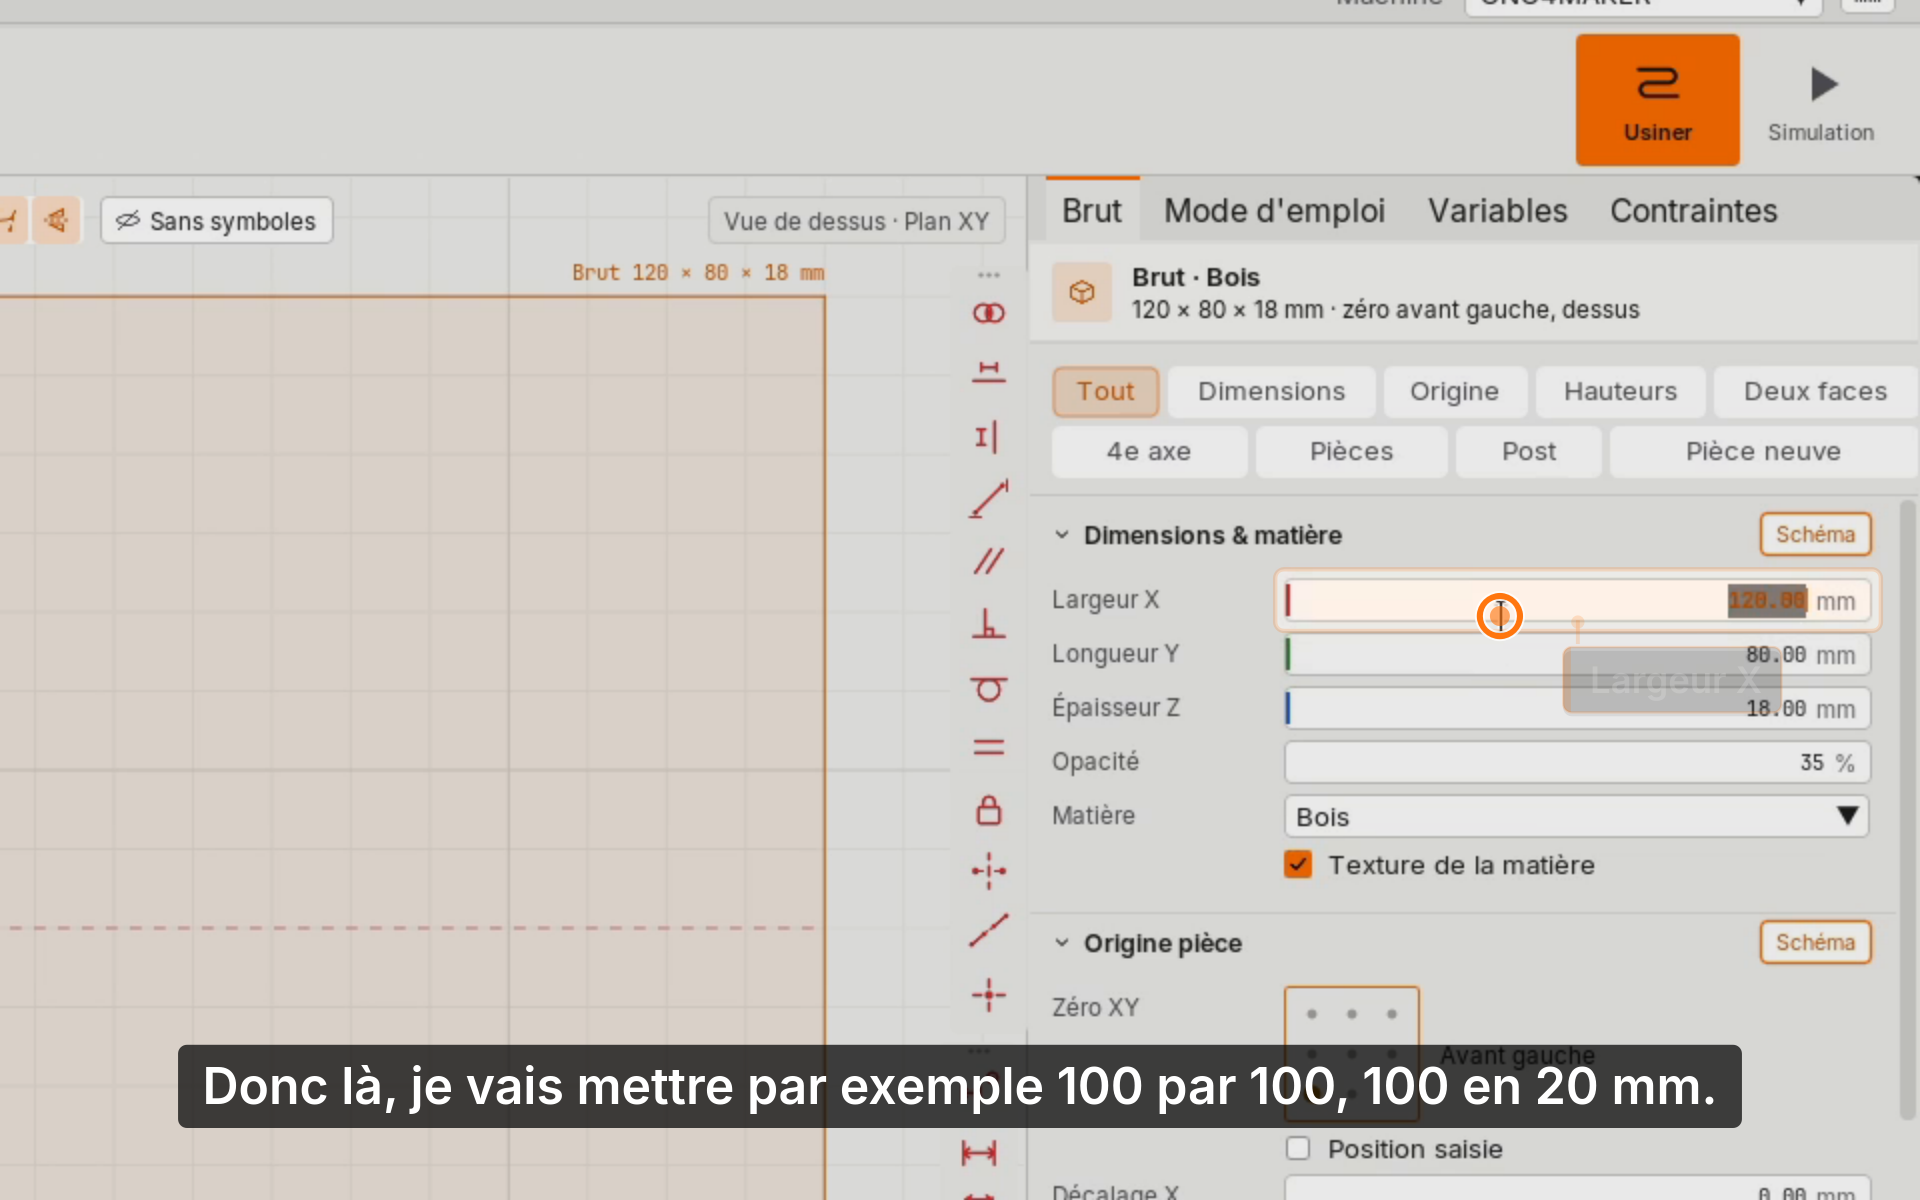 Machine
CNC4MAKER
Usiner
Simulation
Sans symboles
Vue de dessus · Plan XY
Brut 120 × 80 × 18 mm
Brut
Mode d'emploi
Variables
Contraintes
Brut · Bois
120 × 80 × 18 mm · zéro avant gauche, dessus
Tout
Dimensions
Origine
Hauteurs
Deux faces
4e axe
Pièces
Post
Pièce neuve
Dimensions & matière
Schéma
Largeur X
120.00 mm
Longueur Y
80.00 mm
Largeur X
Épaisseur Z
18.00 mm
Opacité
35 %
Matière
Bois
Texture de la matière
Origine pièce
Schéma
Zéro XY
Avant gauche
Donc là, je vais mettre par exemple 100 par 100, 100 en 20 mm.
Position saisie
Décalage X
0.00 mm